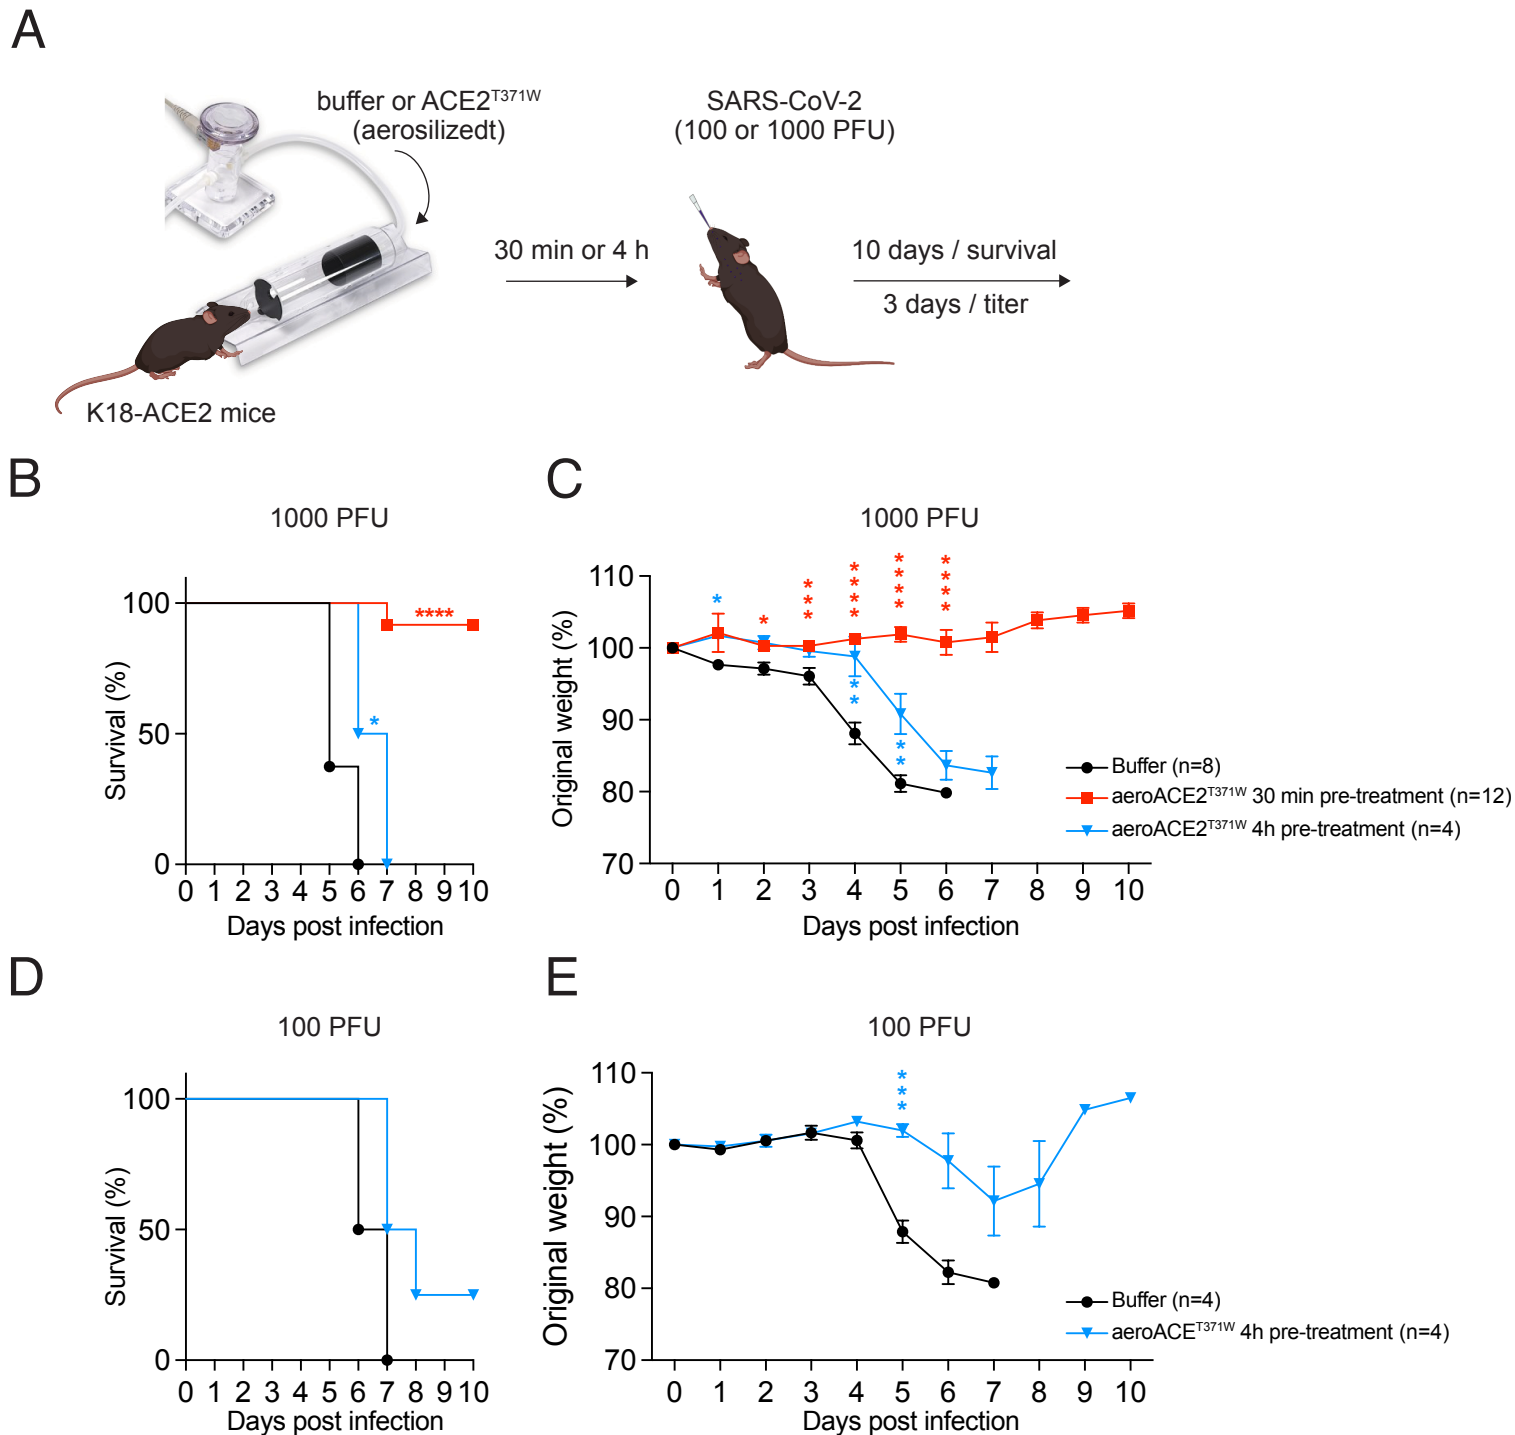 A
buffer or ACE2T371W
(aerosilizedt)
SARS-CoV-2
(100 or 1000 PFU)
30 min or 4 h
10 days / survival
3 days / titer
K18-ACE2 mice
B
1000 PFU
Survival (%)
100
50
0
****
*
0 1 2 3 4 5 6 7 8 9 10
Days post infection
C
1000 PFU
Original weight (%)
110
100
90
80
70
*
*
***
****
****
****
**
**
0 1 2 3 4 5 6 7 8 9 10
Days post infection
Buffer (n=8)
aeroACE2T371W 30 min pre-treatment (n=12)
aeroACE2T371W 4h pre-treatment (n=4)
D
100 PFU
Survival (%)
100
50
0
0 1 2 3 4 5 6 7 8 9 10
Days post infection
E
100 PFU
Original weight (%)
110
100
90
80
70
***
0 1 2 3 4 5 6 7 8 9 10
Days post infection
Buffer (n=4)
aeroACET371W 4h pre-treatment (n=4)